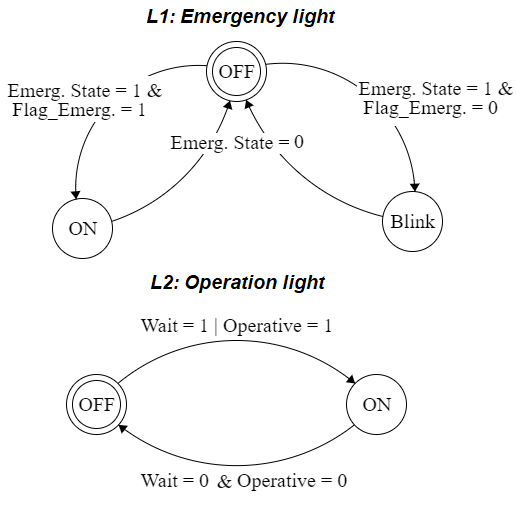 L1: Emergency light
OFF
Emerg. State = 1 &
Flag_Emerg. = 1
Emerg. State = 1 &
Flag_Emerg. = 0
Emerg. State = 0
ON
Blink
L2: Operation light
Wait = 1 | Operative = 1
OFF
ON
Wait = 0 & Operative = 0